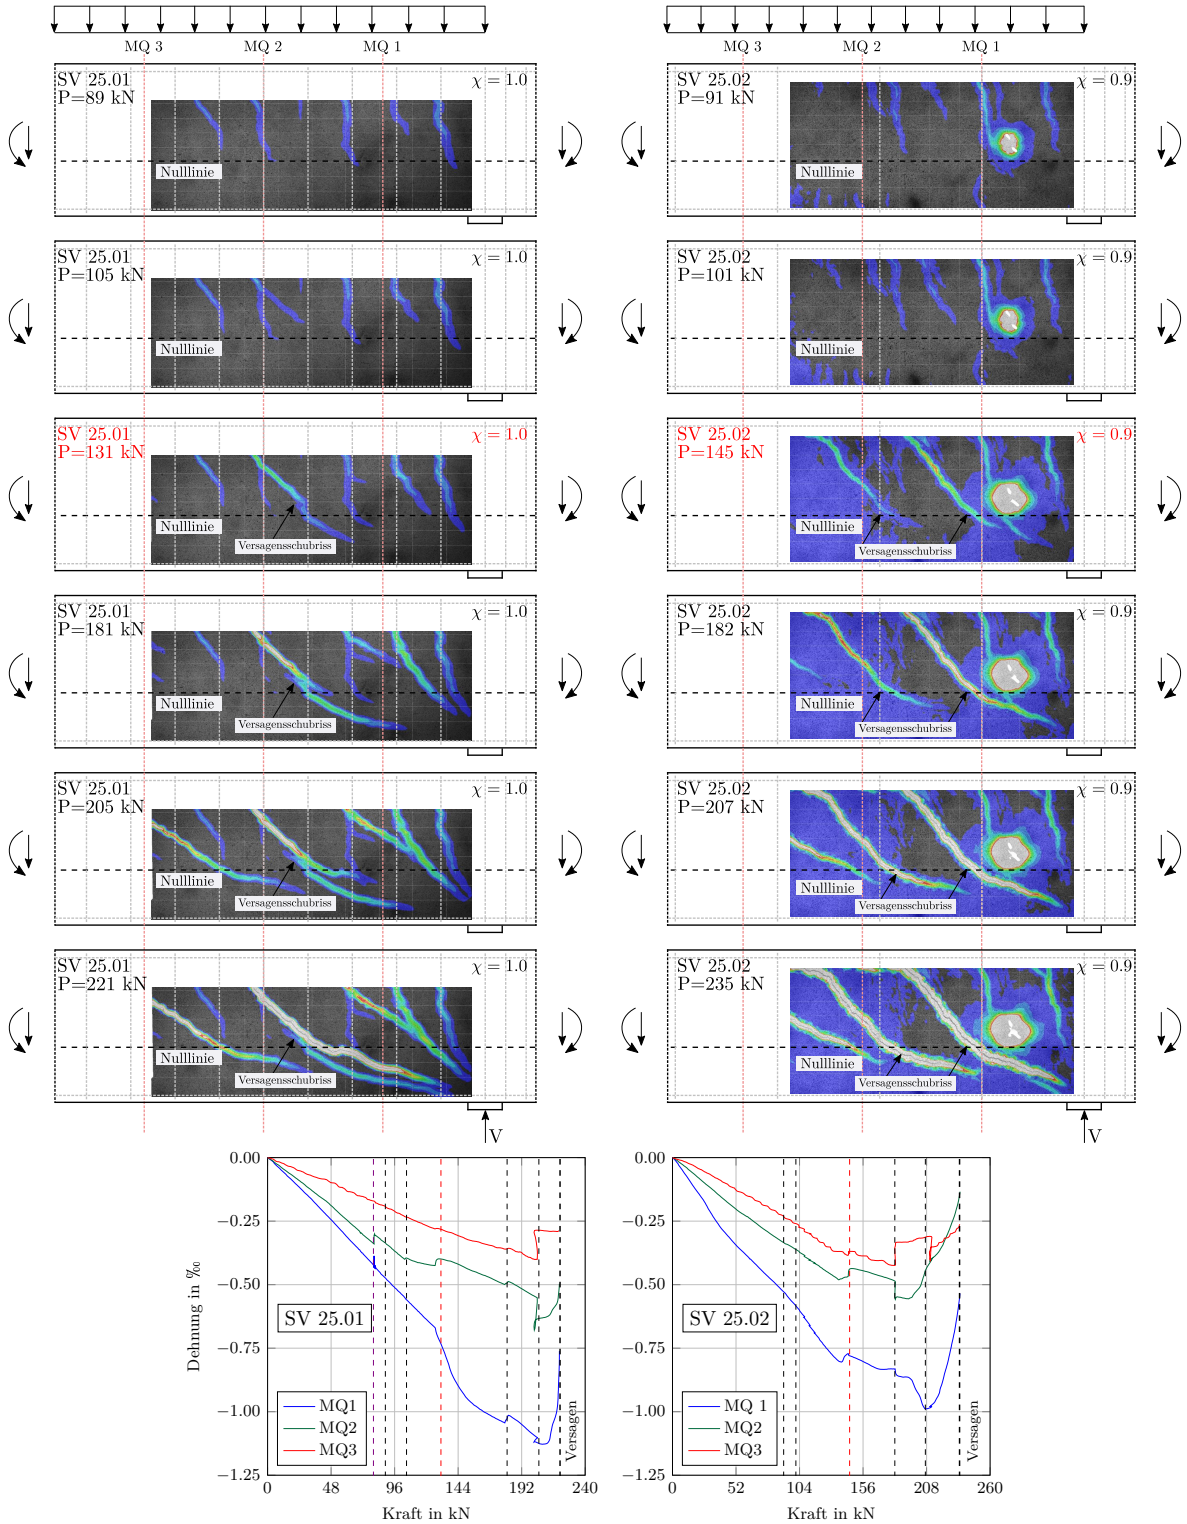 MQ 3 MQ 2 MQ 1
SV 25.01 χ = 1.0
P=89 kN
Nulllinie
SV 25.01 χ = 1.0
P=105 kN
Nulllinie
SV 25.01 χ = 1.0
P=131 kN
Nulllinie
Versagensschubriss
SV 25.01 χ = 1.0
P=181 kN
Nulllinie
Versagensschubriss
SV 25.01 χ = 1.0
P=205 kN
Nulllinie
Versagensschubriss
SV 25.01 χ = 1.0
P=221 kN
Nulllinie
Versagensschubriss
V
MQ 3 MQ 2 MQ 1
SV 25.02 χ = 0.9
P=91 kN
Nulllinie
SV 25.02 χ = 0.9
P=101 kN
Nulllinie
SV 25.02 χ = 0.9
P=145 kN
Nulllinie
Versagensschubriss
SV 25.02 χ = 0.9
P=182 kN
Nulllinie
Versagensschubriss
SV 25.02 χ = 0.9
P=207 kN
Nulllinie
Versagensschubriss
SV 25.02 χ = 0.9
P=235 kN
Nulllinie
Versagensschubriss
V
Dehnung in ‰
0.00
−0.25
−0.50
−0.75
−1.00
−1.25
SV 25.01
MQ1
MQ2
MQ3
Versagen
0 48 96 144 192 240
Kraft in kN
0.00
−0.25
−0.50
−0.75
−1.00
−1.25
SV 25.02
MQ 1
MQ2
MQ3
Versagen
0 52 104 156 208 260
Kraft in kN